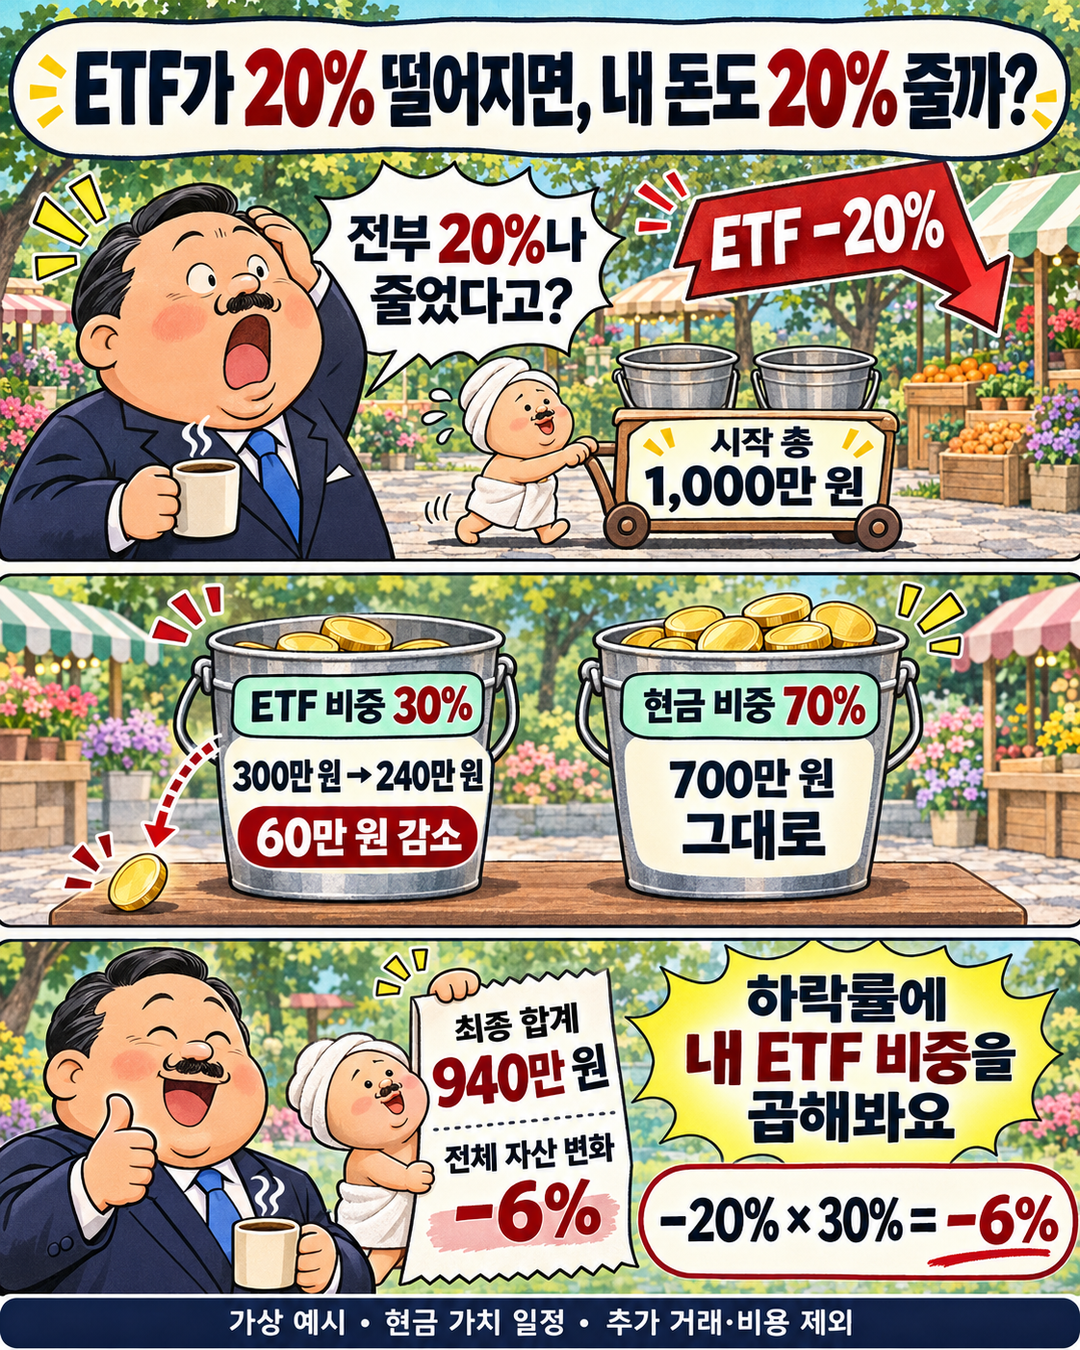 ETF가 20% 떨어지면, 내 돈도 20% 줄까?
전부 20%나
줄었다고?
ETF -20%
시작 총
1,000만 원
ETF 비중 30%
300만 원 → 240만 원
60만 원 감소
현금 비중 70%
700만 원
그대로
최종 합계
940만 원
전체 자산 변화
-6%
하락률에
내 ETF 비중을
곱해봐요
-20% × 30% = -6%
가상 예시 • 현금 가치 일정 • 추가 거래·비용 제외